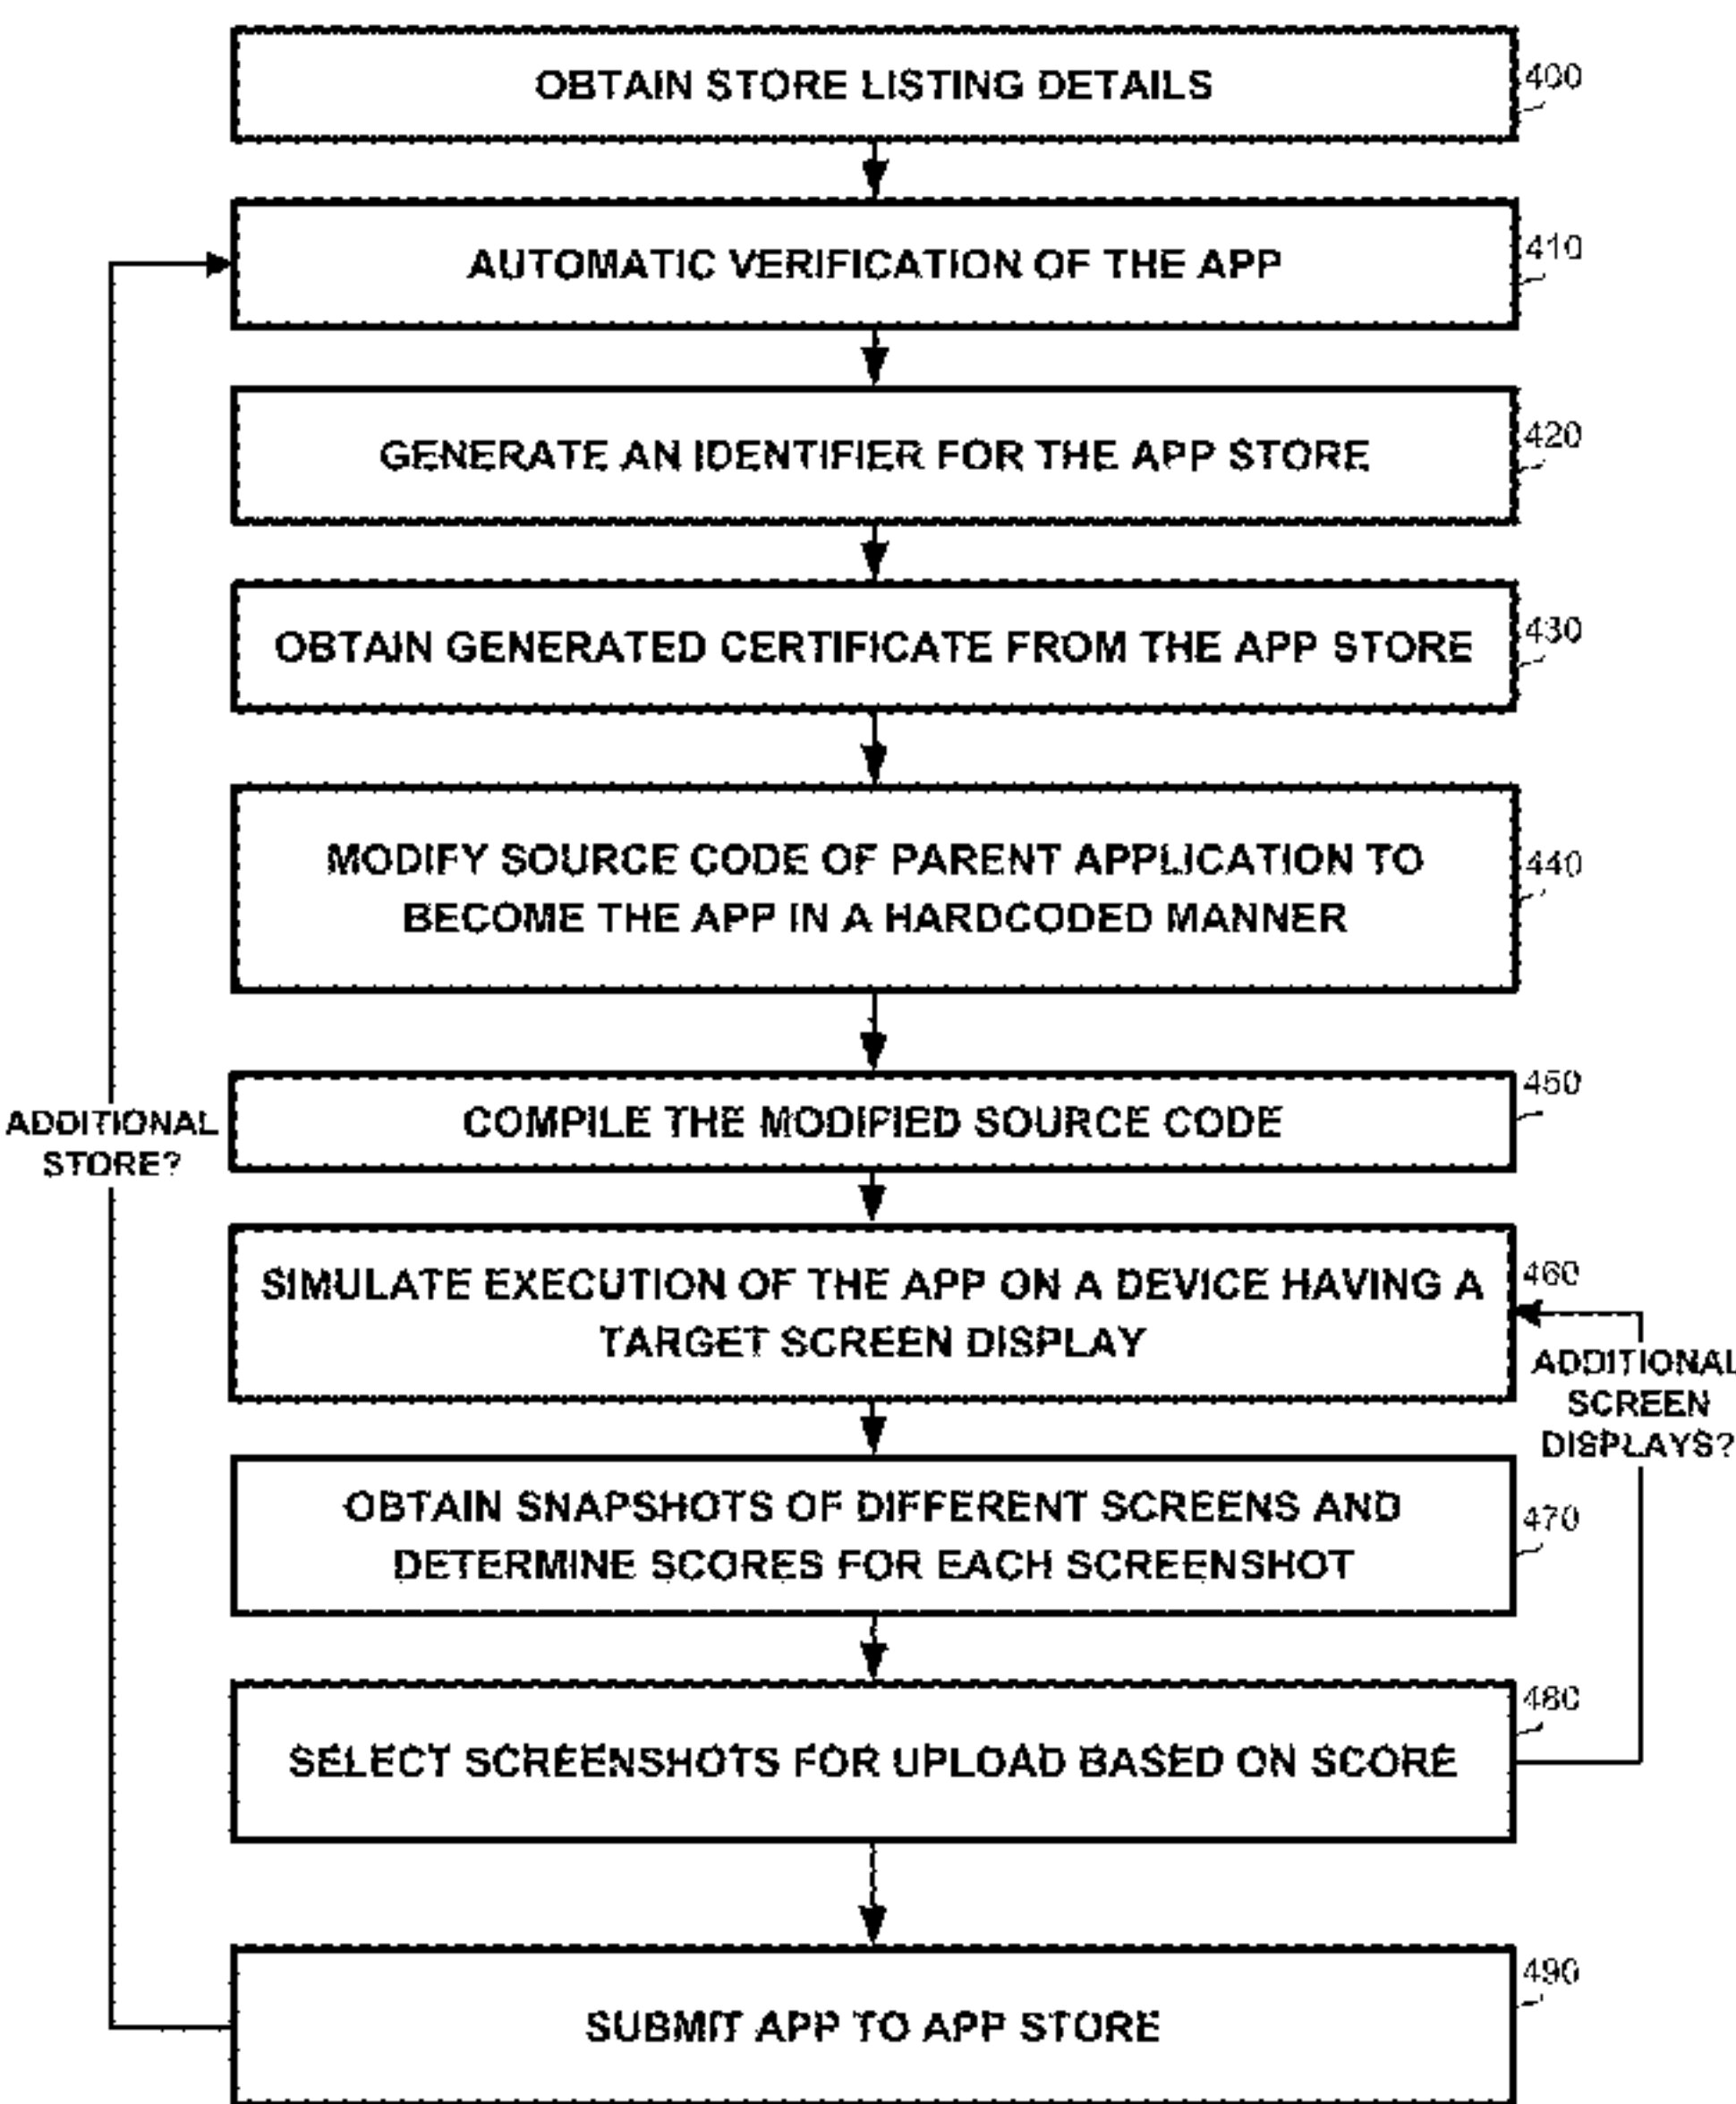 OBTAIN STORE LISTING DETAILS
400
AUTOMATIC VERIFICATION OF THE APP
410
GENERATE AN IDENTIFIER FOR THE APP STORE
420
OBTAIN GENERATED CERTIFICATE FROM THE APP STORE
430
MODIFY SOURCE CODE OF PARENT APPLICATION TO
BECOME THE APP IN A HARDCODED MANNER
440
COMPILE THE MODIFIED SOURCE CODE
450
ADDITIONAL
STORE?
SIMULATE EXECUTION OF THE APP ON A DEVICE HAVING A
TARGET SCREEN DISPLAY
460
ADDITIONAL
SCREEN
DISPLAYS?
OBTAIN SNAPSHOTS OF DIFFERENT SCREENS AND
DETERMINE SCORES FOR EACH SCREENSHOT
470
SELECT SCREENSHOTS FOR UPLOAD BASED ON SCORE
480
SUBMIT APP TO APP STORE
490